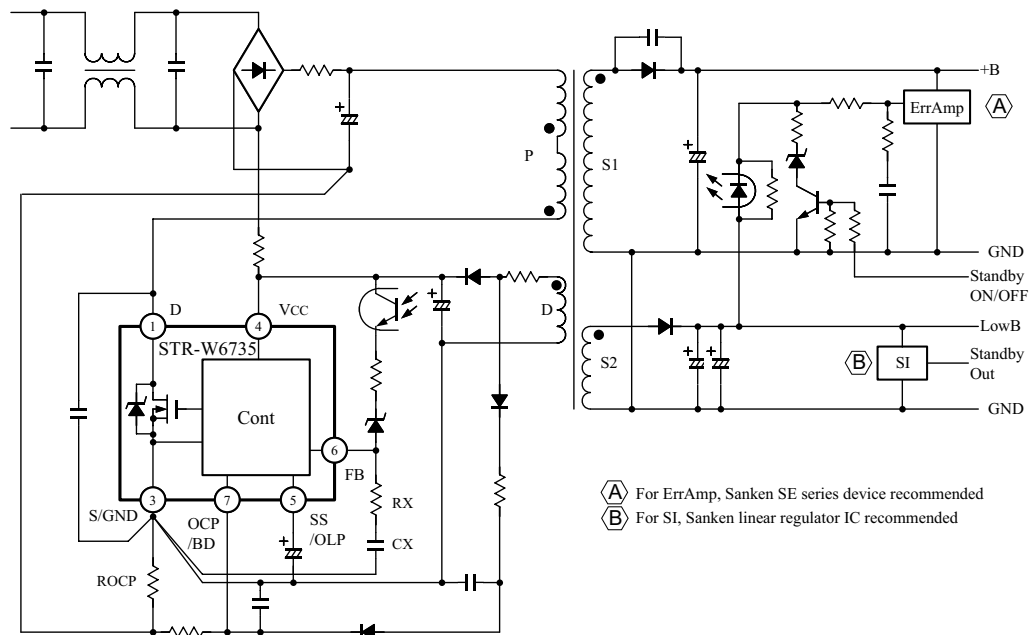 +B
ErrAmp
A
P
S1
GND
Standby
ON/OFF
D
D
VCC
1
4
STR-W6735
LowB
S2
B
SI
Standby
Out
Cont
GND
6
FB
3
7
5
S/GND
OCP
/BD
SS
/OLP
RX
CX
ROCP
A For ErrAmp, Sanken SE series device recommended
B For SI, Sanken linear regulator IC recommended
+
+
+
+
+
+